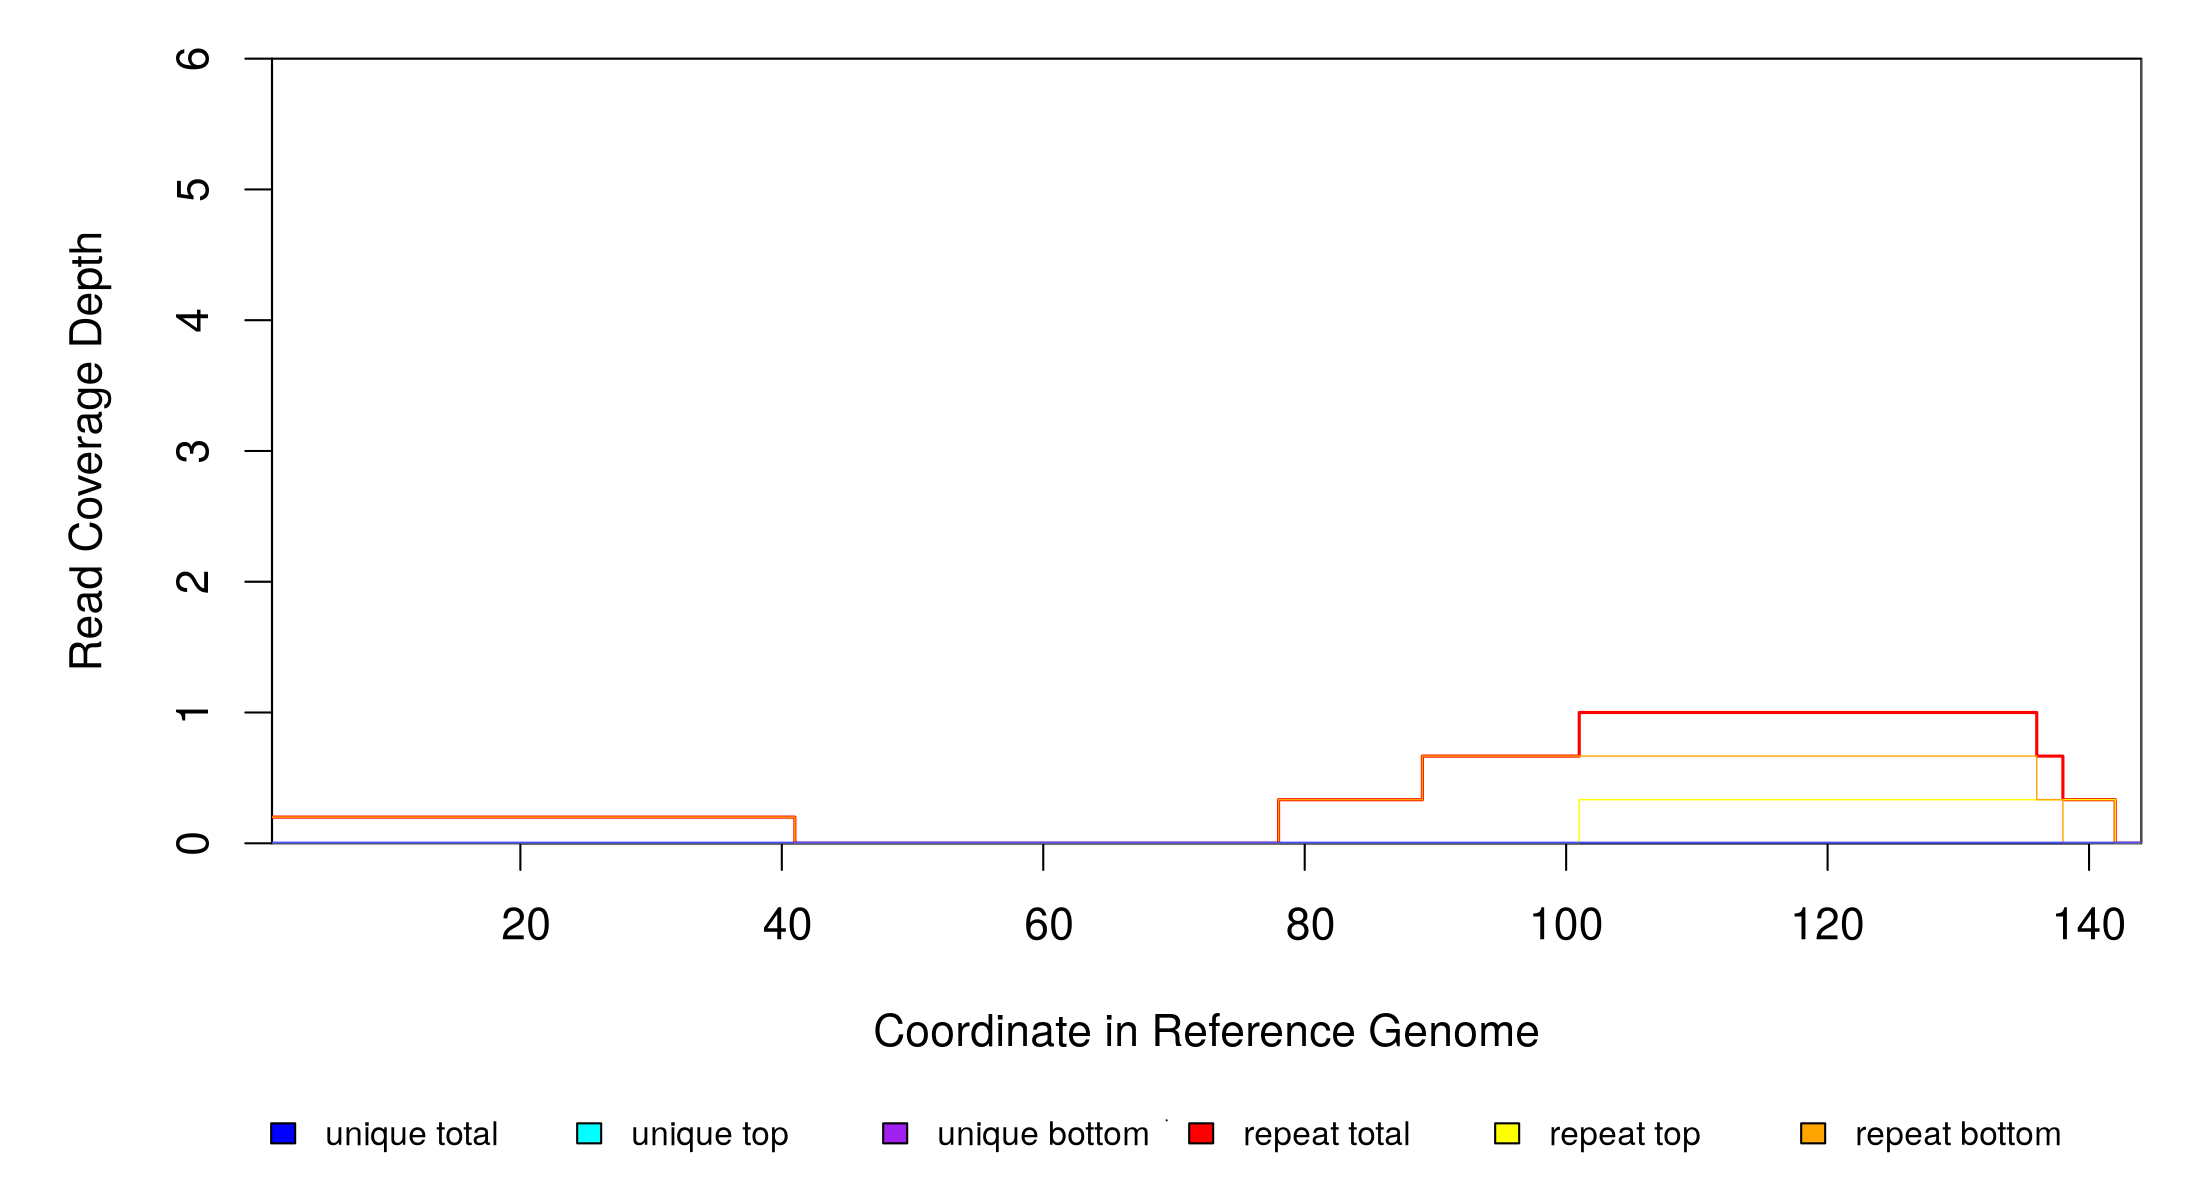 6
5
4
3
2
1
0
Read Coverage Depth
20 40 60 80 100 120 140
Coordinate in Reference Genome
unique total unique top unique bottom repeat total repeat top repeat bottom